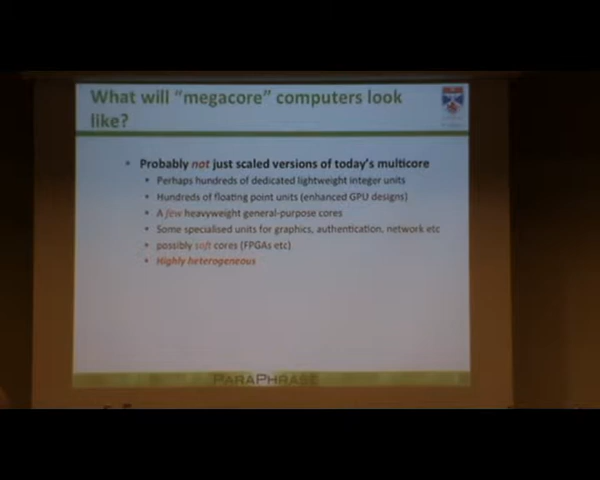 What will “megacore” computers look
like?
• Probably not just scaled versions of today's multicore
• Perhaps hundreds of dedicated lightweight integer units
• Hundreds of floating point units (enhanced GPU designs)
• A few heavyweight general-purpose cores
• Some specialised units for graphics, authentication, network etc
• possibly soft cores (FPGAs etc)
• Highly heterogeneous
PARAPHRASE